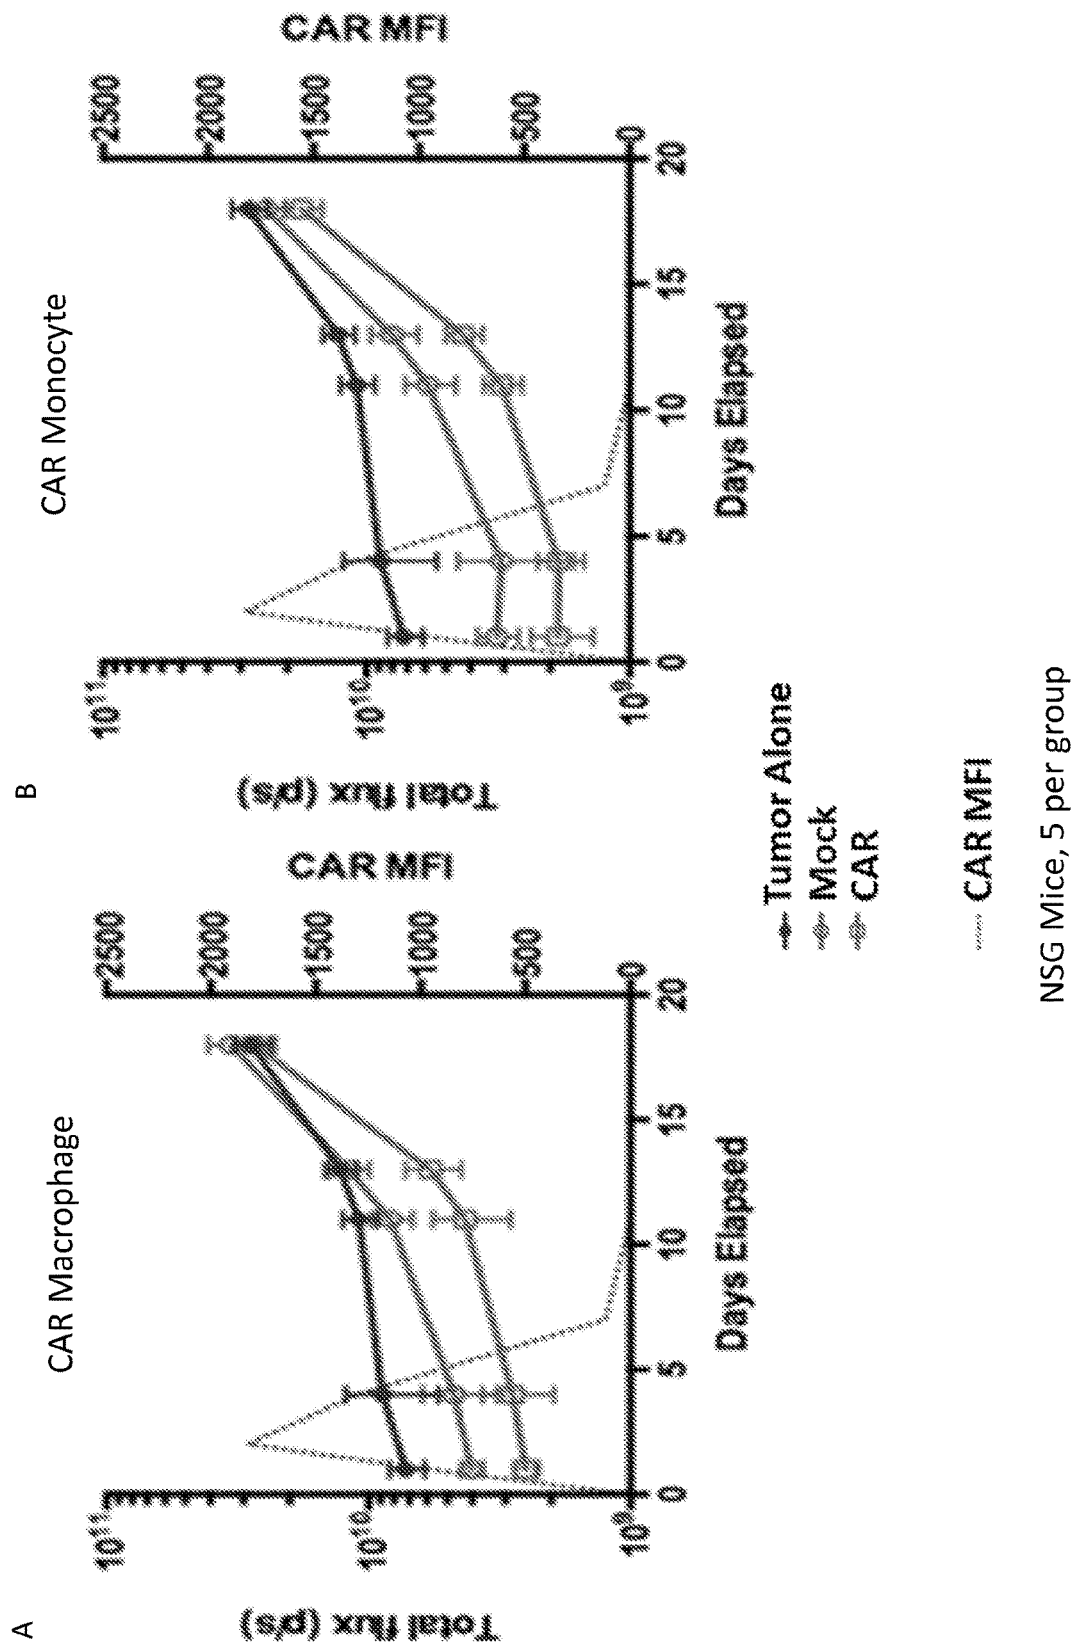 A
CAR Macrophage
Total flux (p/s)
10¹¹
10¹⁰
10⁹
0
5
10
15
20
Days Elapsed
2500
2000
1500
1000
500
0
CAR MFI
B
CAR Monocyte
Total flux (p/s)
10¹¹
10¹⁰
10⁹
0
5
10
15
20
Days Elapsed
2500
2000
1500
1000
500
0
CAR MFI
Tumor Alone
Mock
CAR
CAR MFI
NSG Mice, 5 per group